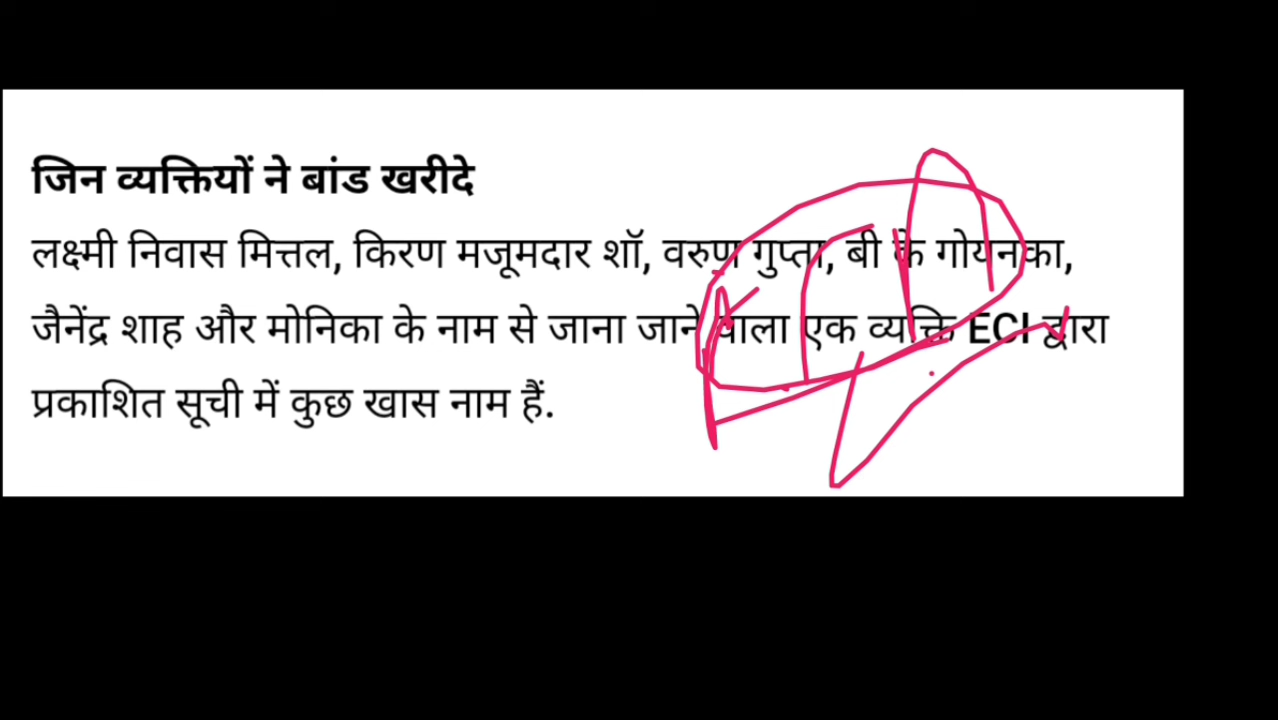 जिन व्यक्तियों ने बांड खरीदे
लक्ष्मी निवास मित्तल, किरण मजूमदार शॉ, वरुण गुप्ता, बी के गोयनका,
जैनेंद्र शाह और मोनिका के नाम से जाना जाने वाला एक व्यक्ति ECI द्वारा
प्रकाशित सूची में कुछ खास नाम हैं.